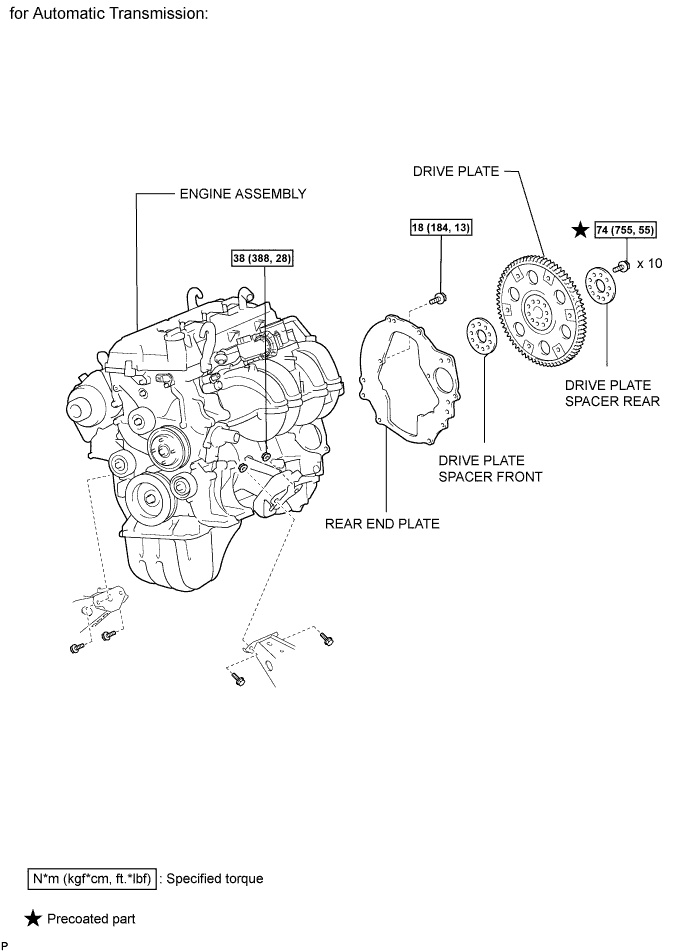 for Automatic Transmission:
DRIVE PLATE
ENGINE ASSEMBLY
18 (184, 13)
★ 74 (755, 55)
38 (388, 28)
x 10
DRIVE PLATE
SPACER REAR
DRIVE PLATE
SPACER FRONT
REAR END PLATE
N*m (kgf*cm, ft.*lbf) : Specified torque
★ Precoated part
P